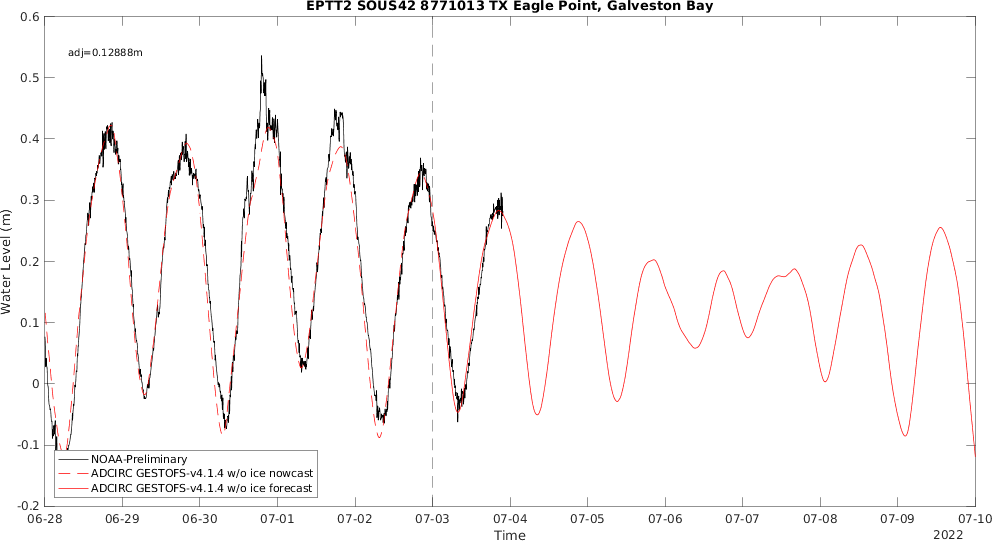 EPTT2 SOUS42 8771013 TX Eagle Point, Galveston Bay
0.6
adj=0.12888m
0.5
0.4
0.3
0.2
0.1
0
-0.1
-0.2
Water Level (m)
NOAA-Preliminary
ADCIRC GESTOFS-v4.1.4 w/o ice nowcast
ADCIRC GESTOFS-v4.1.4 w/o ice forecast
06-28 06-29 06-30 07-01 07-02 07-03 07-04 07-05 07-06 07-07 07-08 07-09 07-10
Time
2022